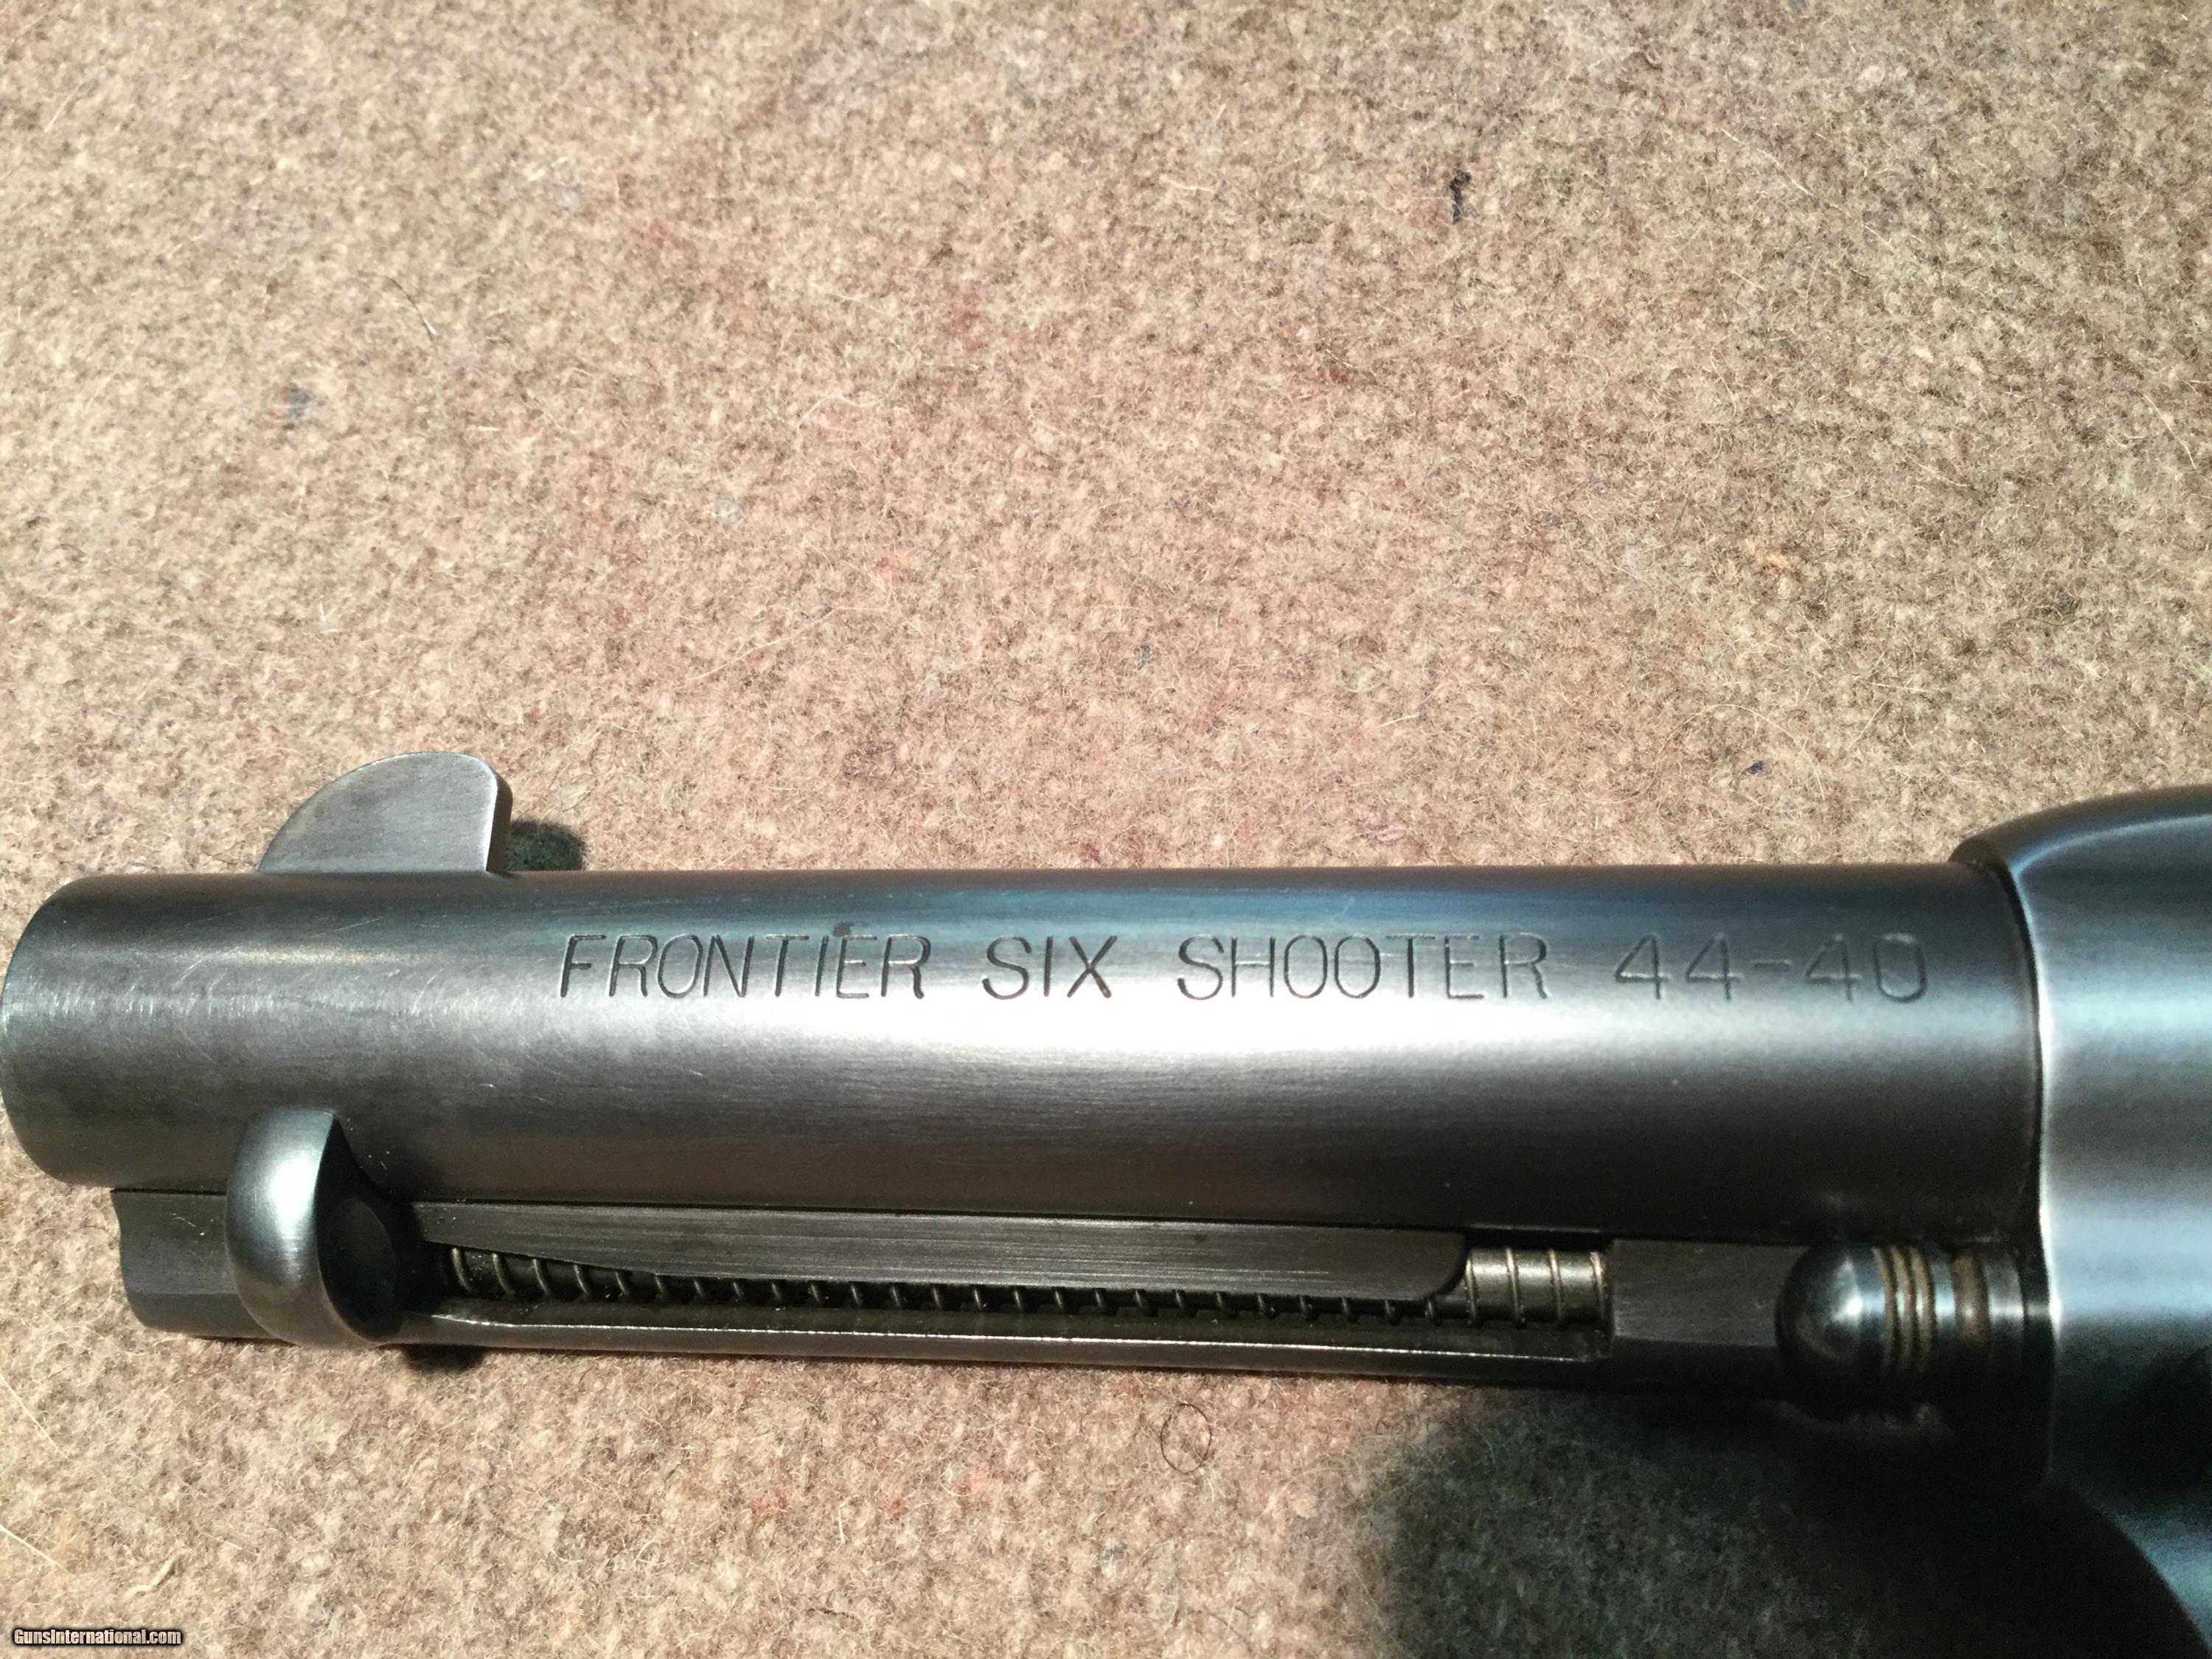 FRONTIER SIX SHOOTER 44-40
GunsInternational.com